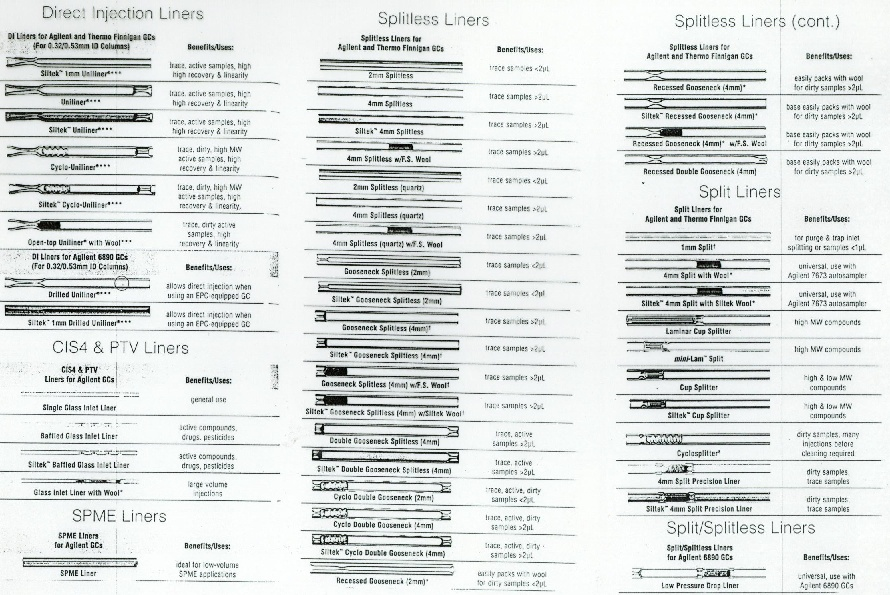 Direct Injection Liners
DI Liners for Agilent and Thermo Finnigan GCs
(For 0.32/0.53mm ID Columns)
Benefits/Uses:
Siltek™ 1mm Uniliner®***
trace, active samples, high
high recovery & linearity
Uniliner®***
trace, active samples, high
high recovery & linearity
Siltek™ Uniliner®***
trace, active samples, high
high recovery & linearity
Cyclo-Uniliner®***
trace, dirty, high MW
active samples, high
recovery & linearity
Siltek™ Cyclo-Uniliner®***
trace, dirty, high MW
active samples, high
recovery & linearity,
Open-top Uniliner® with Wool***
trace, dirty active
samples, high
recovery & linearity
DI Liners for Agilent 6890 GCs
(For 0.32/0.53mm ID Columns)
Benefits/Uses:
Drilled Uniliner®***
allows direct injection when
using an EPC-equipped GC
Siltek™ 1mm Drilled Uniliner®***
allows direct injection when
using an EPC-equipped GC
CIS4 & PTV Liners
CIS4 & PTV
Liners for Agilent GCs
Benefits/Uses:
Single Glass Inlet Liner
general use
Baffled Glass Inlet Liner
active compounds,
drugs, pesticides
Siltek™ Baffled Glass Inlet Liner
active compounds,
drugs, pesticides
Glass Inlet Liner with Wool*
large volume
injections
SPME Liners
SPME Liners
for Agilent GCs
Benefits/Uses:
SPME Liner
ideal for low-volume
SPME applications
Splitless Liners
Splitless Liners for
Agilent and Thermo Finnigan GCs
Benefits/Uses:
2mm Splitless
trace samples <2µL
4mm Splitless
trace samples >2µL
Siltek™ 4mm Splitless
trace samples >2µL
4mm Splitless w/F.S. Wool
trace samples >2µL
2mm Splitless (quartz)
trace samples <2µL
4mm Splitless (quartz)
trace samples >2µL
4mm Splitless (quartz) w/F.S. Wool
trace samples >2µL
Gooseneck Splitless (2mm)
trace samples <2µL
Siltek™ Gooseneck Splitless (2mm)
trace samples <2µL
Gooseneck Splitless (4mm)†
trace samples >2µL
Siltek™ Gooseneck Splitless (4mm)†
trace samples >2µL
Gooseneck Splitless (4mm) w/F.S. Wool†
trace samples >2µL
Siltek™ Gooseneck Splitless (4mm) w/Siltek Wool†
trace samples >2µL
Double Gooseneck Splitless (4mm)
trace, active
samples >2µL
Siltek™ Double Gooseneck Splitless (4mm)
trace, active
samples >2µL
Cyclo Double Gooseneck (2mm)
trace, active, dirty
samples <2µL
Cyclo Double Gooseneck (4mm)
trace, active, dirty
samples >2µL
Siltek™ Cyclo Double Gooseneck (4mm)
trace, active, dirty
samples >2µL
Recessed Gooseneck (2mm)*
easily packs with wool
for dirty samples <2µL
Splitless Liners (cont.)
Splitless Liners for
Agilent and Thermo Finnigan GCs
Benefits/Uses:
Recessed Gooseneck (4mm)*
easily packs with wool
for dirty samples >2µL
Siltek™ Recessed Gooseneck (4mm)*
base easily packs with wool
for dirty samples >2µL
Recessed Gooseneck (4mm)* w/F.S. Wool
base easily packs with wool
for dirty samples >2µL
Recessed Double Gooseneck (4mm)
base easily packs with wool
for dirty samples >2µL
Split Liners
Split Liners for
Agilent and Thermo Finnigan GCs
Benefits/Uses:
1mm Split†
for purge & trap inlet
splitting or samples <1µL
4mm Split with Wool*
universal, use with
Agilent 7673 autosampler
Siltek™ 4mm Split with Siltek Wool*
universal, use with
Agilent 7673 autosampler
Laminar Cup Splitter
high MW compounds
mini-Lam™ Split
high MW compounds
Cup Splitter
high & low MW
compounds
Siltek™ Cup Splitter
high & low MW
compounds
Cyclosplitter®
dirty samples, many
injections before
cleaning required
4mm Split Precision Liner
dirty samples,
trace samples
Siltek™ 4mm Split Precision Liner
dirty samples,
trace samples
Split/Splitless Liners
Split/Splitless Liners
for Agilent 6890 GCs
Benefits/Uses:
Low Pressure Drop Liner
universal, use with
Agilent 6890 GCs